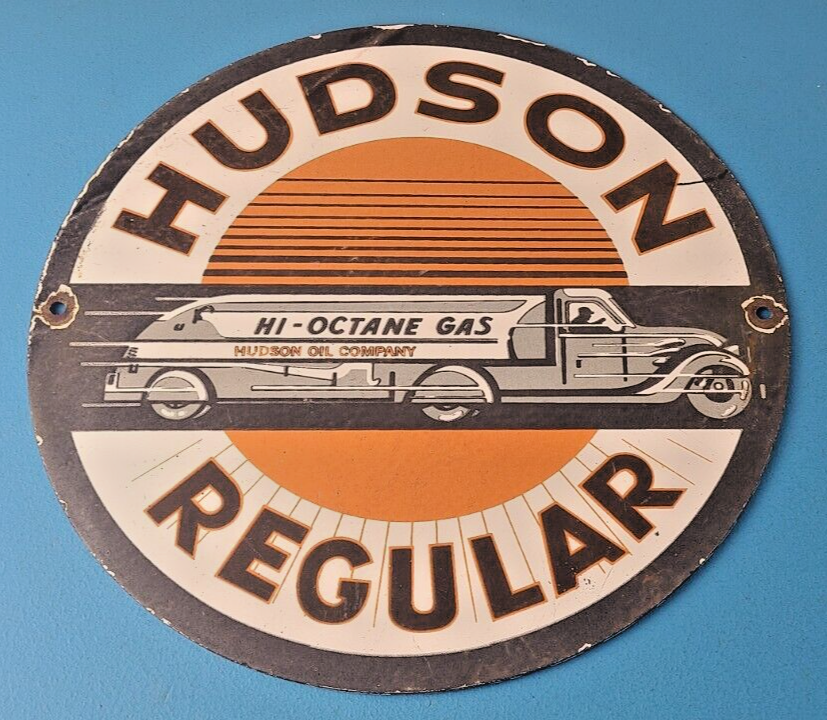 HUDSON
HI-OCTANE GAS
HUDSON OIL COMPANY
REGULAR